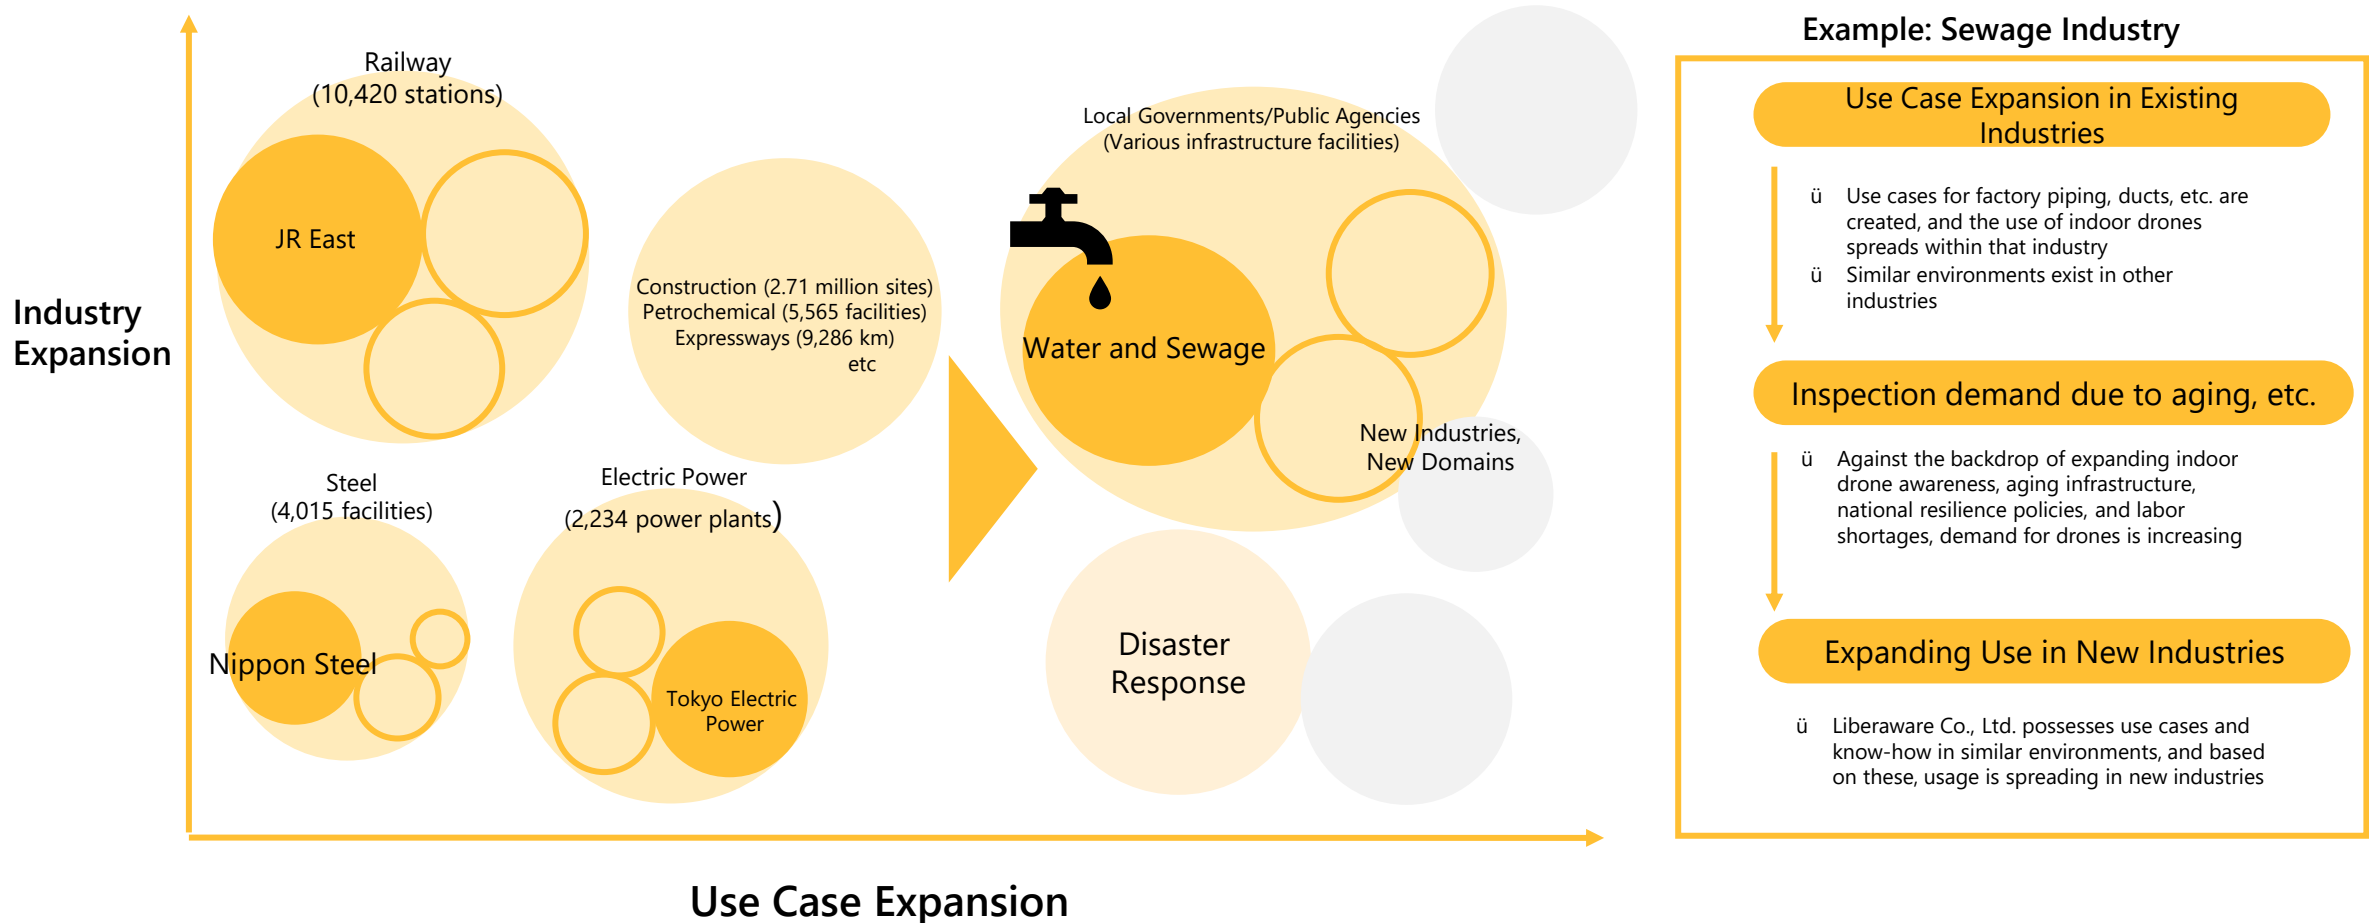 Industry
Expansion
Railway
(10,420 stations)
JR East
Construction (2.71 million sites)
Petrochemical (5,565 facilities)
Expressways (9,286 km)
etc
Steel
(4,015 facilities)
Nippon Steel
Electric Power
(2,234 power plants)
Tokyo Electric
Power
Local Governments/Public Agencies
(Various infrastructure facilities)
Water and Sewage
New Industries,
New Domains
Disaster
Response
Use Case Expansion
Example: Sewage Industry
Use Case Expansion in Existing
Industries
ü Use cases for factory piping, ducts, etc. are
created, and the use of indoor drones
spreads within that industry
ü Similar environments exist in other
industries
Inspection demand due to aging, etc.
ü Against the backdrop of expanding indoor
drone awareness, aging infrastructure,
national resilience policies, and labor
shortages, demand for drones is increasing
Expanding Use in New Industries
ü Liberaware Co., Ltd. possesses use cases and
know-how in similar environments, and based
on these, usage is spreading in new industries